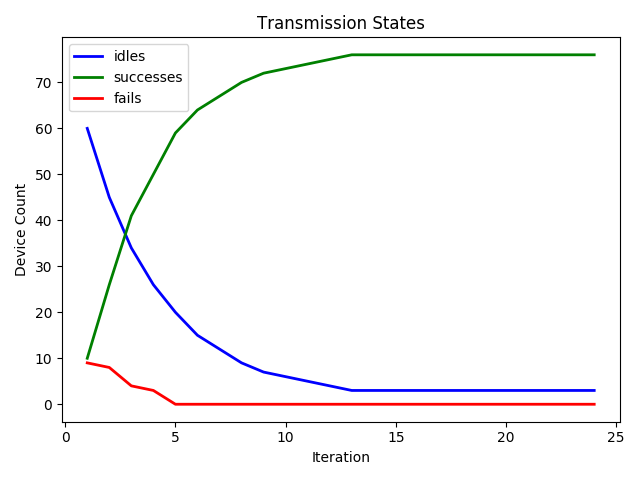 Transmission States
idles
successes
fails
Device Count
70
60
50
40
30
20
10
0
0 5 10 15 20 25
Iteration